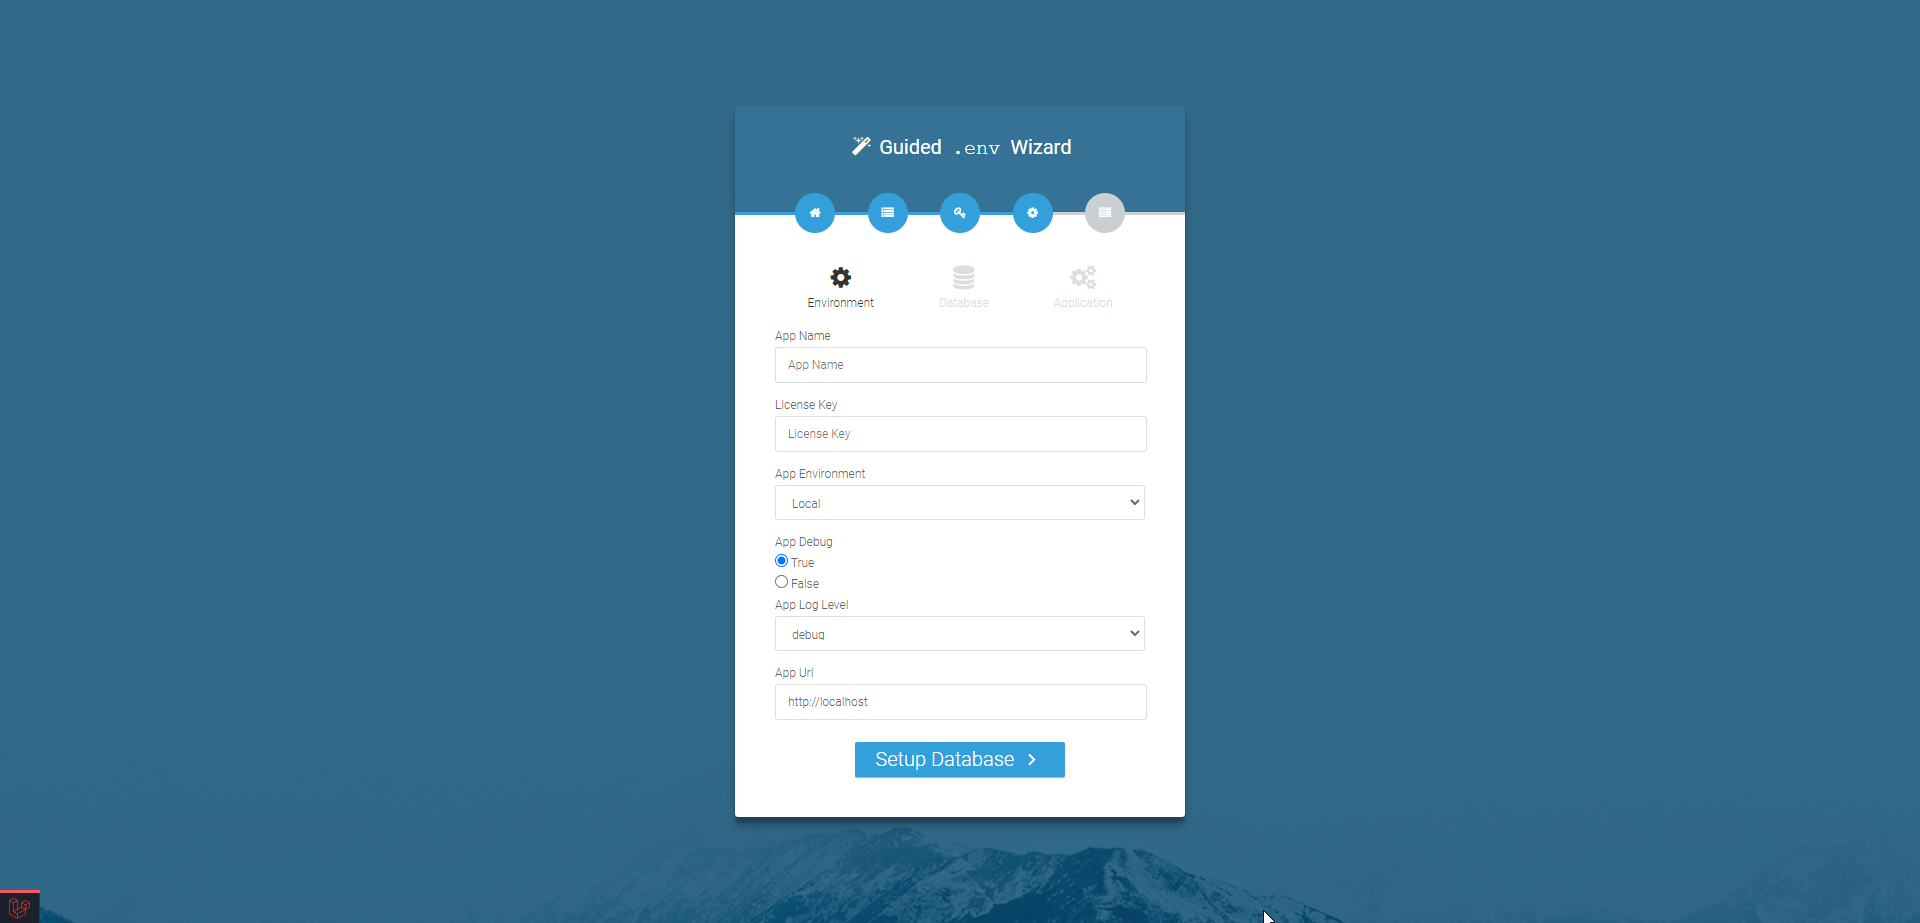 Guided .env Wizard
Environment Database Application
App Name
App Name
License Key
License Key
App Environment
Local
App Debug
True
False
App Log Level
debug
App Url
http://localhost
Setup Database